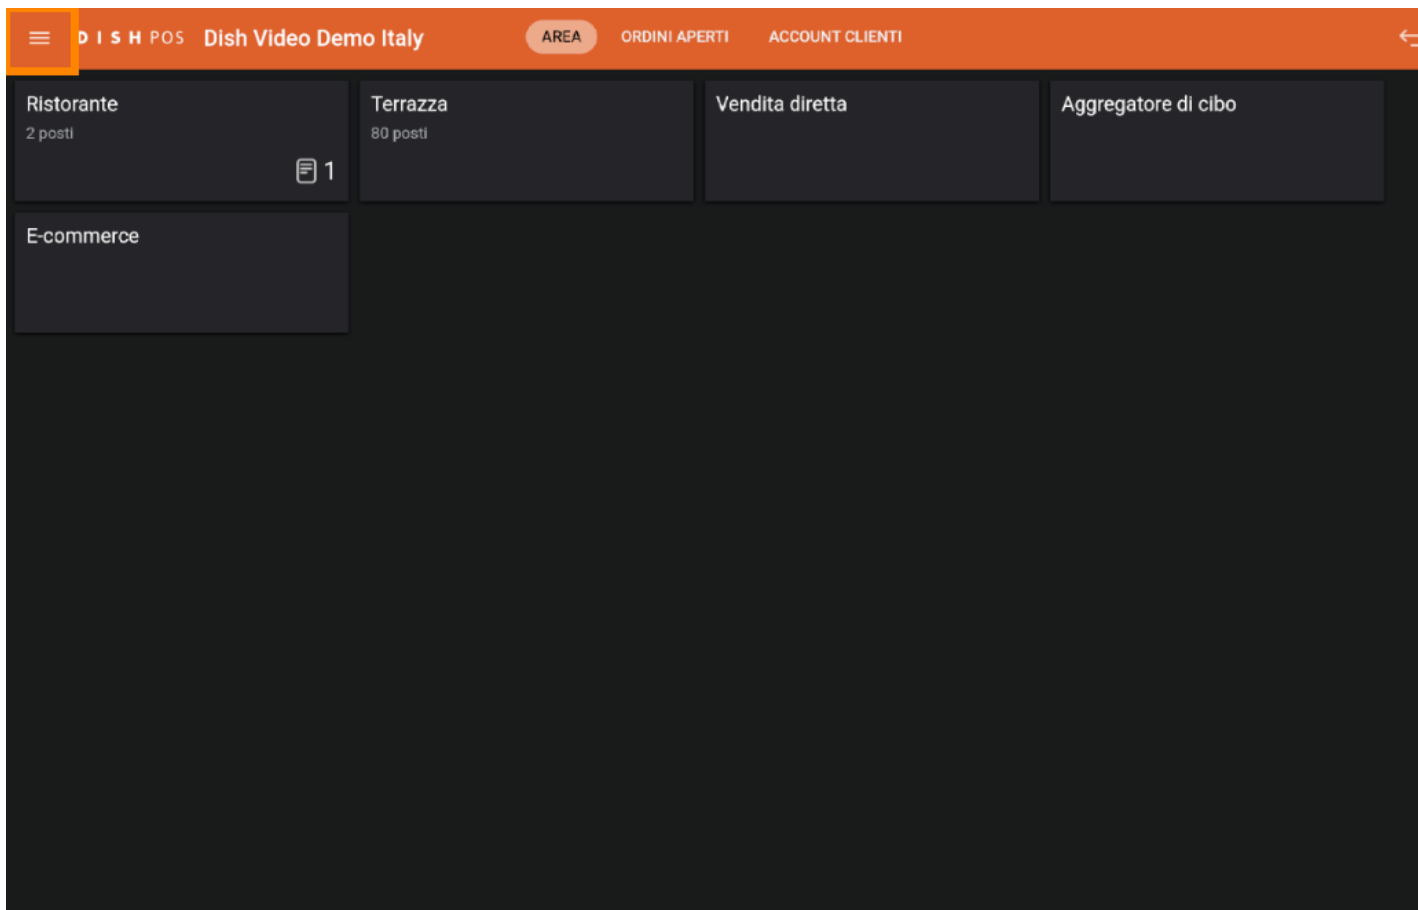 DISH POS Dish Video Demo Italy AREA ORDINI APERTI ACCOUNT CLIENTI
Ristorante
2 posti
1
Terrazza
80 posti
Vendita diretta
Aggregatore di cibo
E-commerce